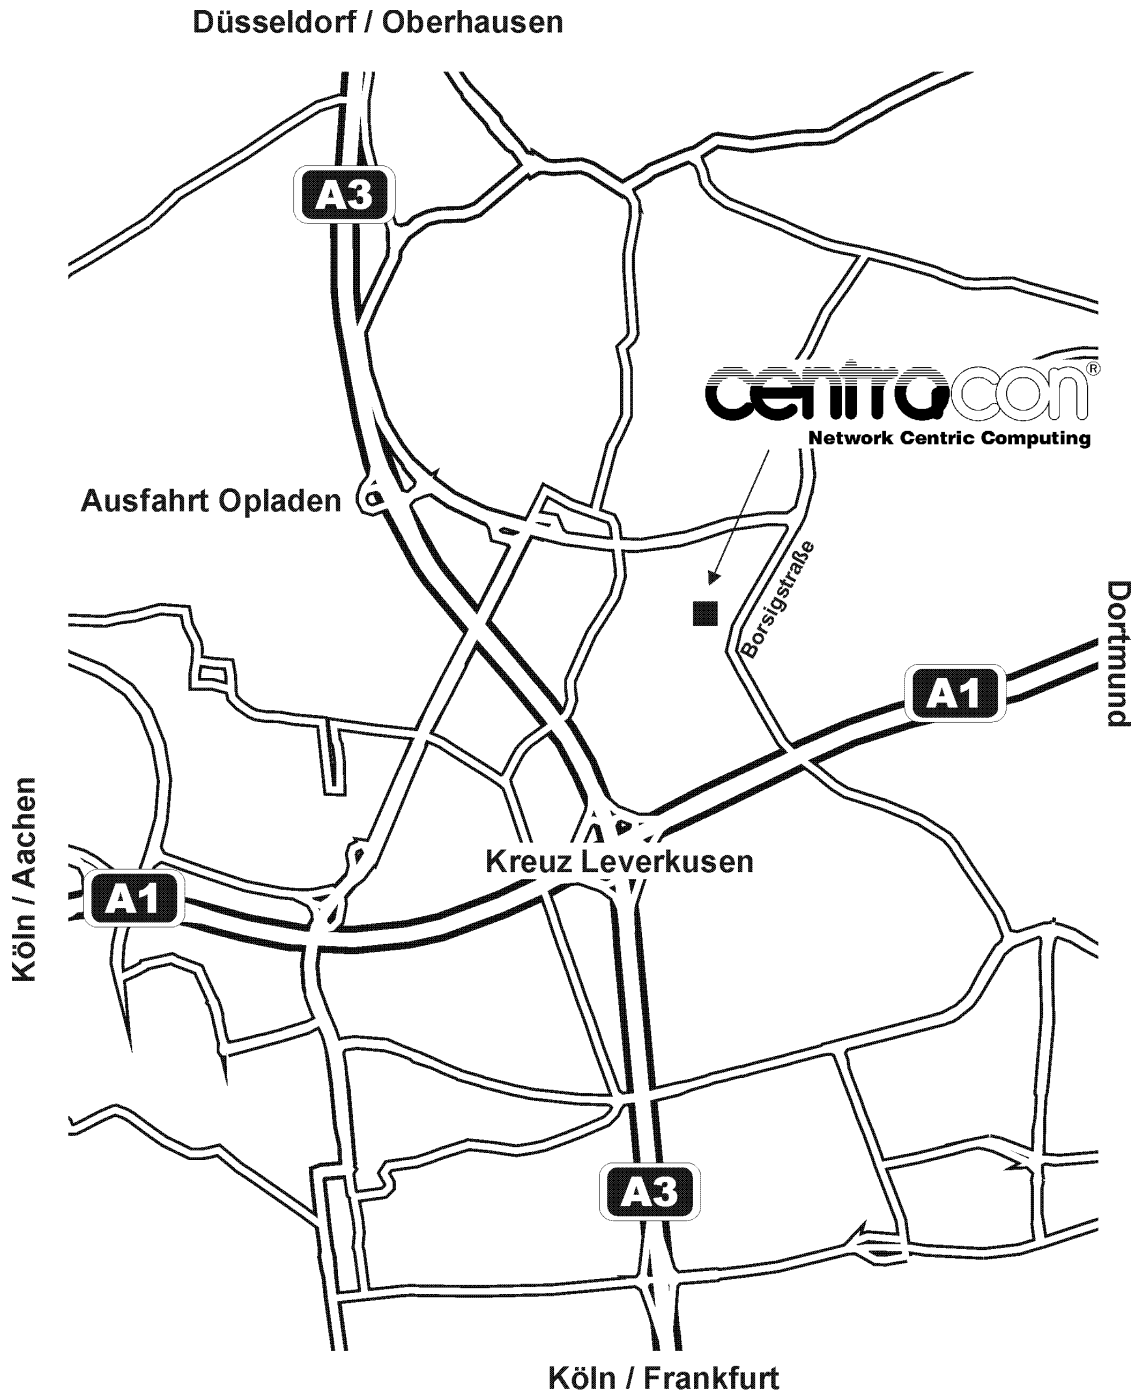 Düsseldorf / Oberhausen
A3
centracon®
Network Centric Computing
Ausfahrt Opladen
Borsigstraße
Dortmund
A1
Köln / Aachen
Kreuz Leverkusen
A1
A3
Köln / Frankfurt